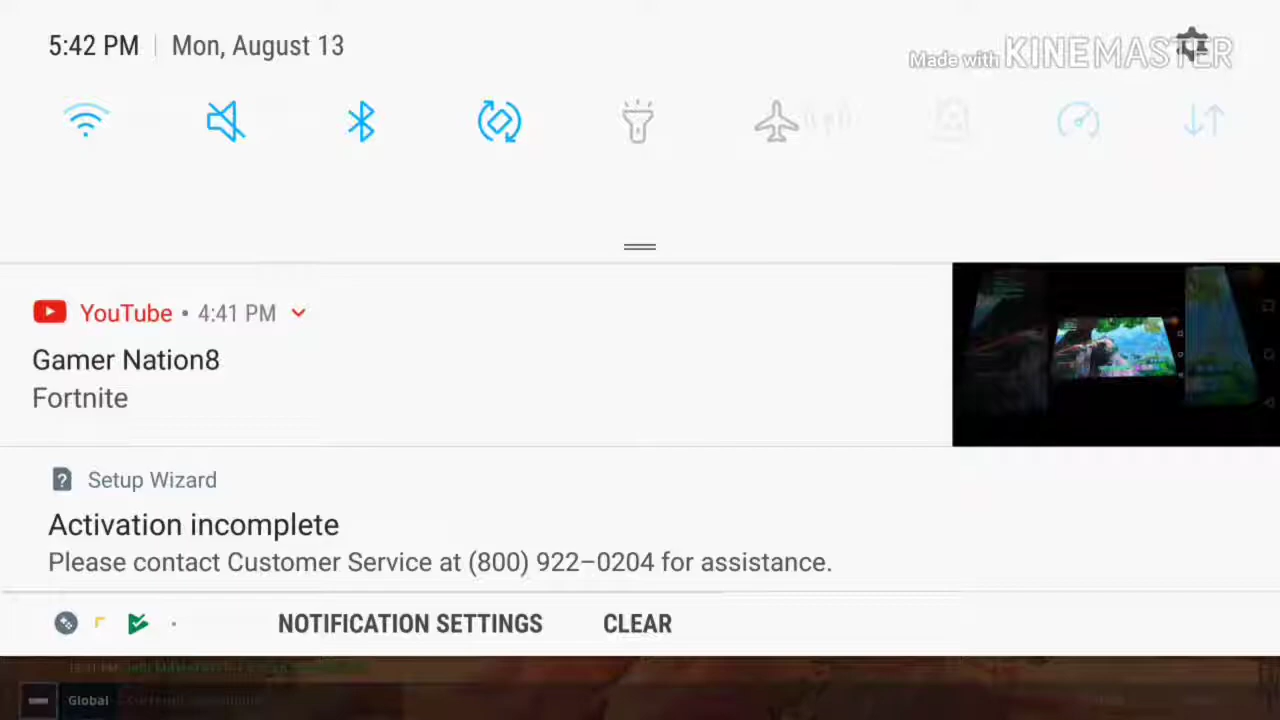 5:42 PM Mon, August 13
Made with KINEMASTER
YouTube • 4:41 PM
Gamer Nation8
Fortnite
Setup Wizard
Activation incomplete
Please contact Customer Service at (800) 922–0204 for assistance.
NOTIFICATION SETTINGS CLEAR
Global